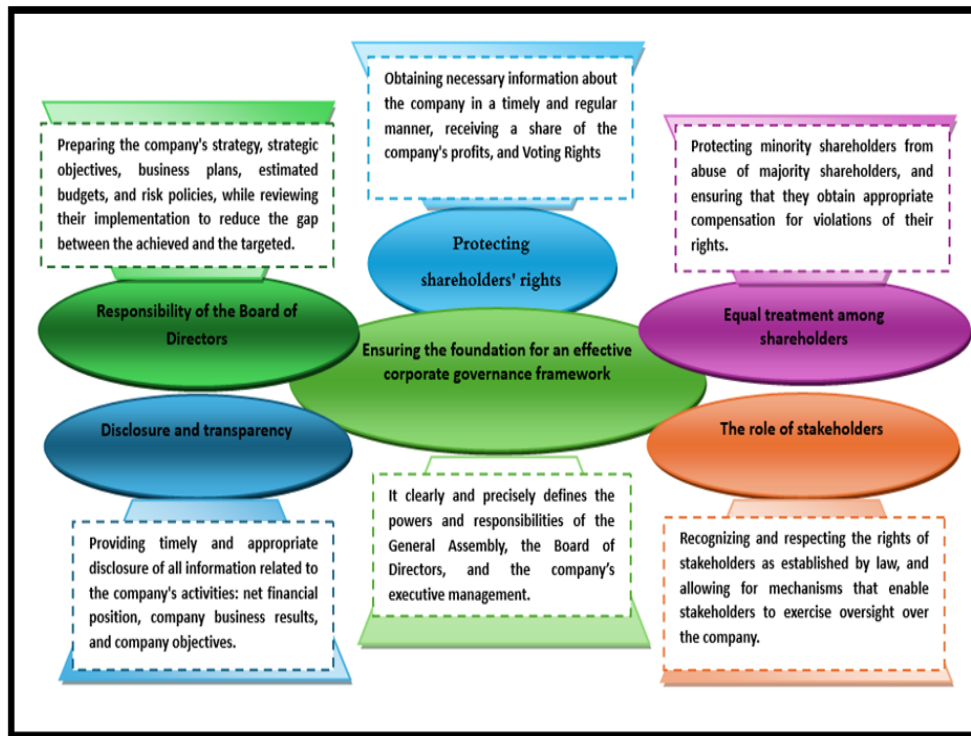 Obtaining necessary information about
the company in a timely and regular
manner, receiving a share of the
company's profits, and Voting Rights
Preparing the company's strategy, strategic
objectives, business plans, estimated
budgets, and risk policies, while reviewing
their implementation to reduce the gap
between the achieved and the targeted.
Protecting minority shareholders from
abuse of majority shareholders, and
ensuring that they obtain appropriate
compensation for violations of their
rights.
Protecting
shareholders' rights
Responsibility of the Board of
Directors
Equal treatment among
shareholders
Ensuring the foundation for an effective
corporate governance framework
Disclosure and transparency
The role of stakeholders
It clearly and precisely defines the
powers and responsibilities of the
General Assembly, the Board of
Directors, and the company’s
executive management.
Providing timely and appropriate
disclosure of all information related to
the company's activities: net financial
position, company business results,
and company objectives.
Recognizing and respecting the rights of
stakeholders as established by law, and
allowing for mechanisms that enable
stakeholders to exercise oversight over
the company.